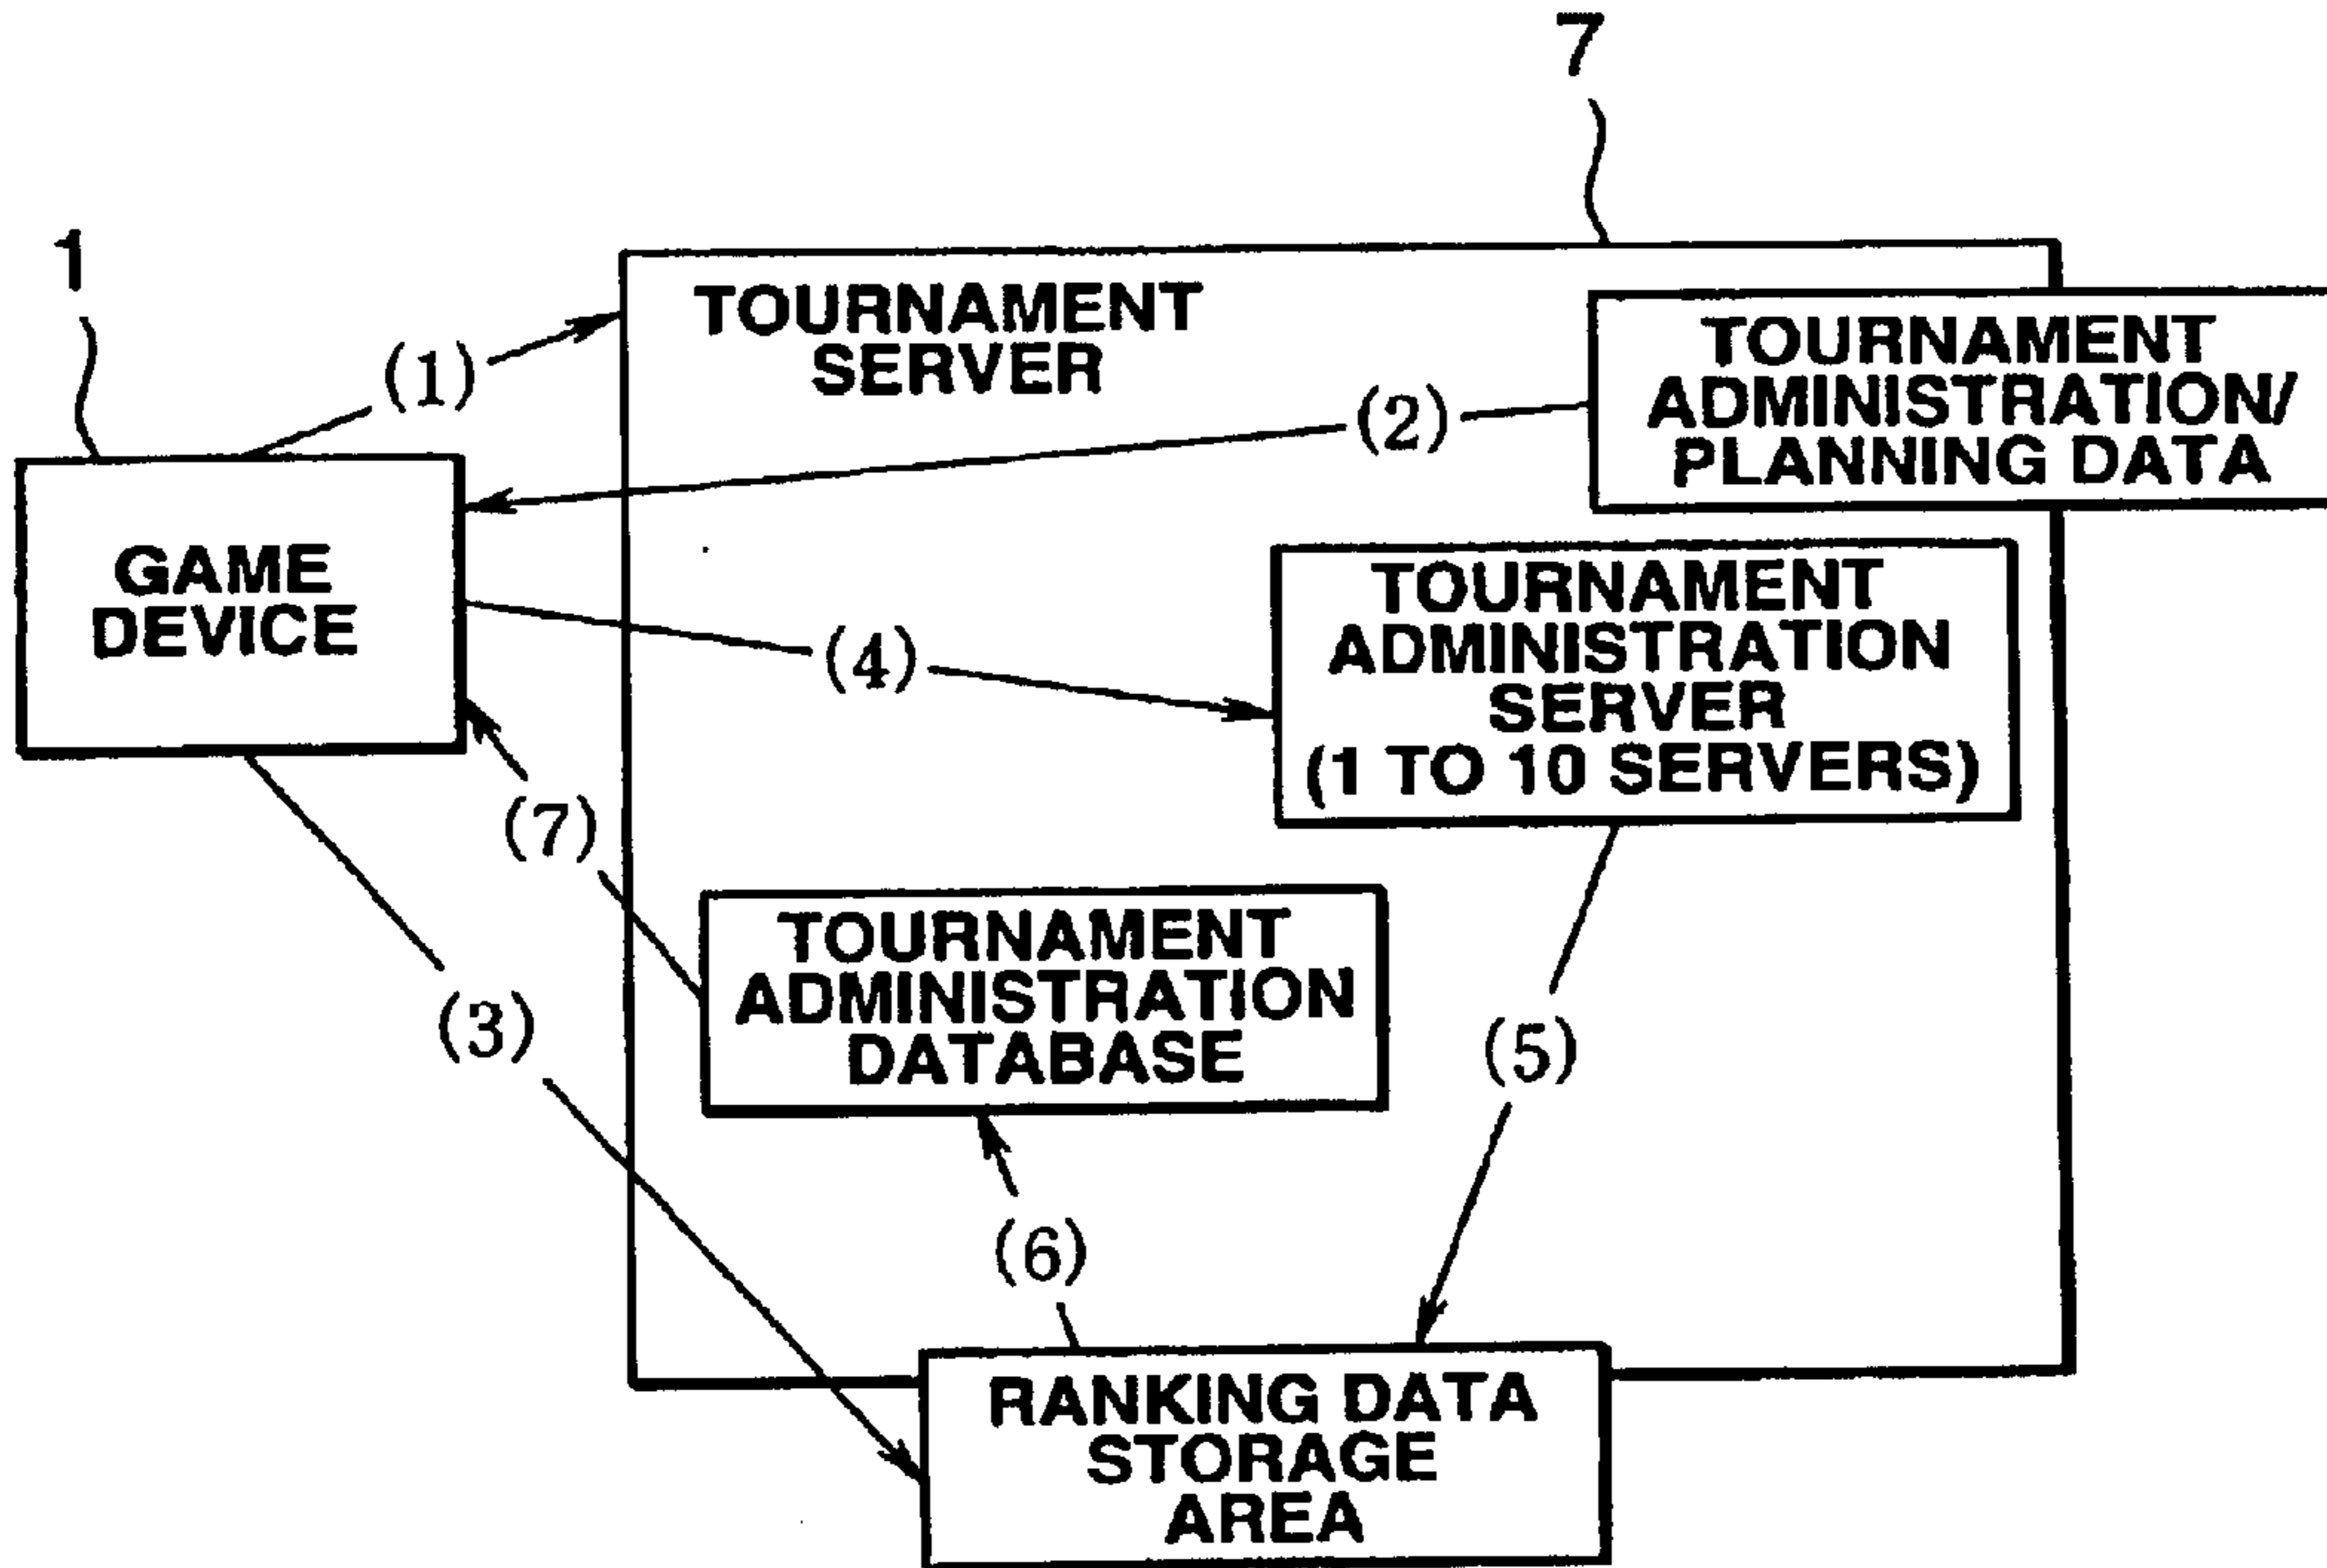 7
1
TOURNAMENT
SERVER
(1)
TOURNAMENT
ADMINISTRATION/
PLANNING DATA
(2)
GAME
DEVICE
TOURNAMENT
ADMINISTRATION
SERVER
(1 TO 10 SERVERS)
(4)
(7)
TOURNAMENT
ADMINISTRATION
DATABASE
(3)
(5)
(6)
RANKING DATA
STORAGE
AREA